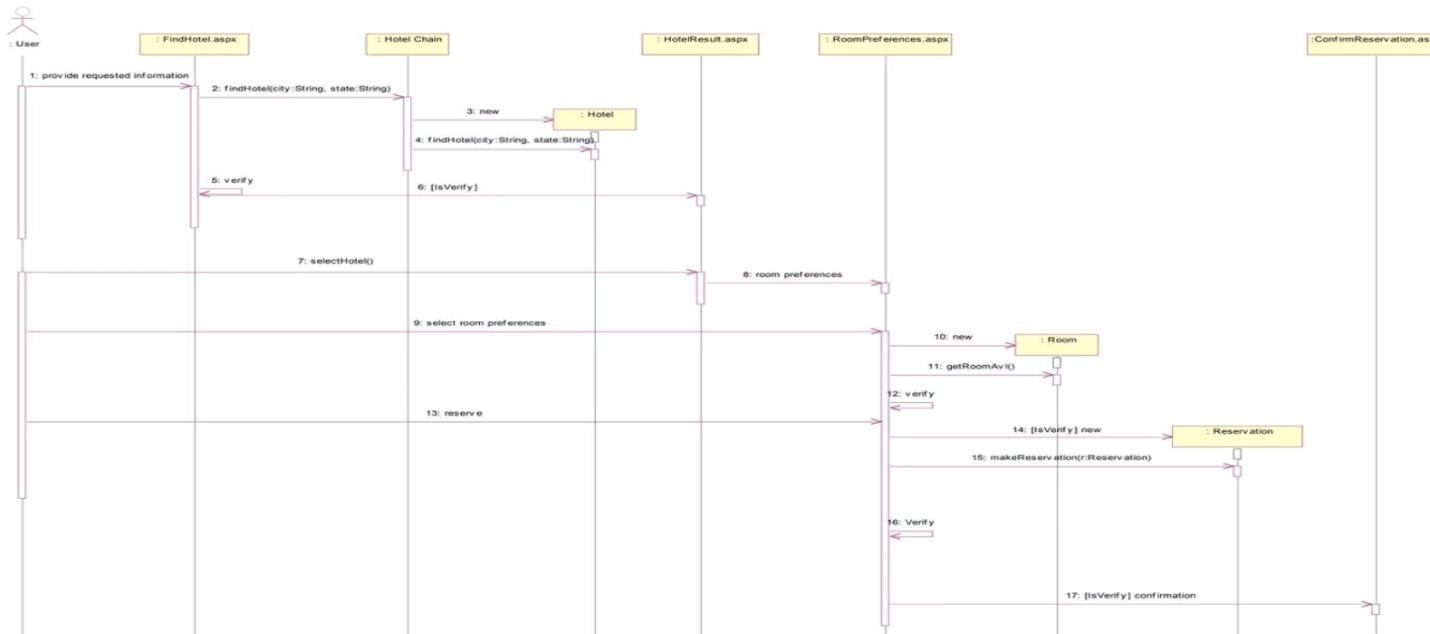 : User
: FindHotel.aspx
: Hotel Chain
: HotelResult.aspx
: RoomPreferences.aspx
:ConfirmReservation.as
1: provide requested information
2: findHotel(city:String, state:String)
3: new
: Hotel
4: findHotel(city:String, state:String)
5: verify
6: [IsVerify]
7: selectHotel()
8: room preferences
9: select room preferences
10: new
: Room
11: getRoomAvl()
12: verify
13: reserve
14: [IsVerify] new
: Reservation
15: makeReservation(r:Reservation)
16: Verify
17: [IsVerify] confirmation